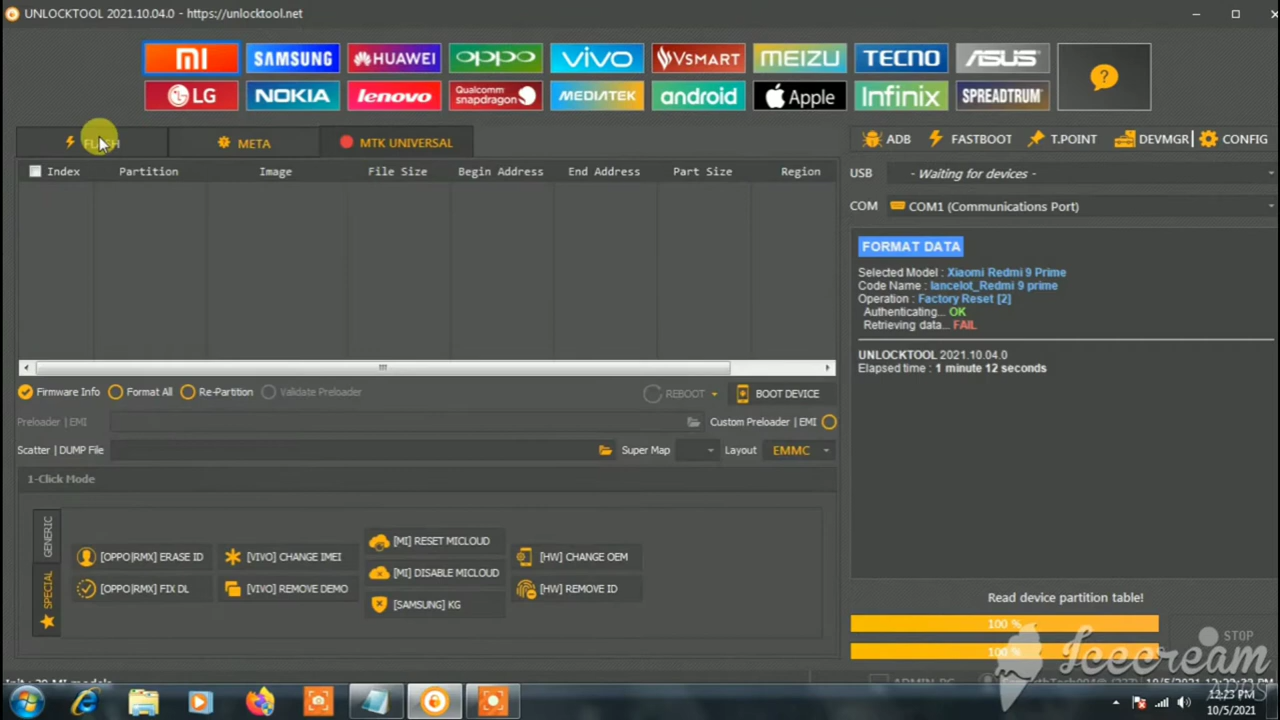 UNLOCKTOOL 2021.10.04.0 - https://unlocktool.net
MI SAMSUNG HUAWEI oppo vivo VSMART MEIZU TECNO ASUS
LG NOKIA lenovo Qualcomm snapdragon MEDIATEK android Apple Infinix SPREADTRUM ?
FLASH META MTK UNIVERSAL
ADB FASTBOOT T.POINT DEVMGR CONFIG
Index Partition Image File Size Begin Address End Address Part Size Region
USB - Waiting for devices -
COM COM1 (Communications Port)
FORMAT DATA
Selected Model : Xiaomi Redmi 9 Prime
Code Name : lancelot_Redmi 9 prime
Operation : Factory Reset [2]
Authenticating... OK
Retrieving data... FAIL
UNLOCKTOOL 2021.10.04.0
Elapsed time : 1 minute 12 seconds
Firmware Info Format All Re-Partition Validate Preloader REBOOT BOOT DEVICE
Preloader | EMI Custom Preloader | EMI
Scatter | DUMP File Super Map Layout EMMC
1-Click Mode
GENERIC
SPECIAL
[OPPO|RMX] ERASE ID [VIVO] CHANGE IMEI [MI] RESET MICLOUD [HW] CHANGE OEM
[MI] DISABLE MICLOUD
[OPPO|RMX] FIX DL [VIVO] REMOVE DEMO [SAMSUNG] KG [HW] REMOVE ID
Read device partition table!
100 %
100 %
STOP
Icecream
12:23 PM
10/5/2021